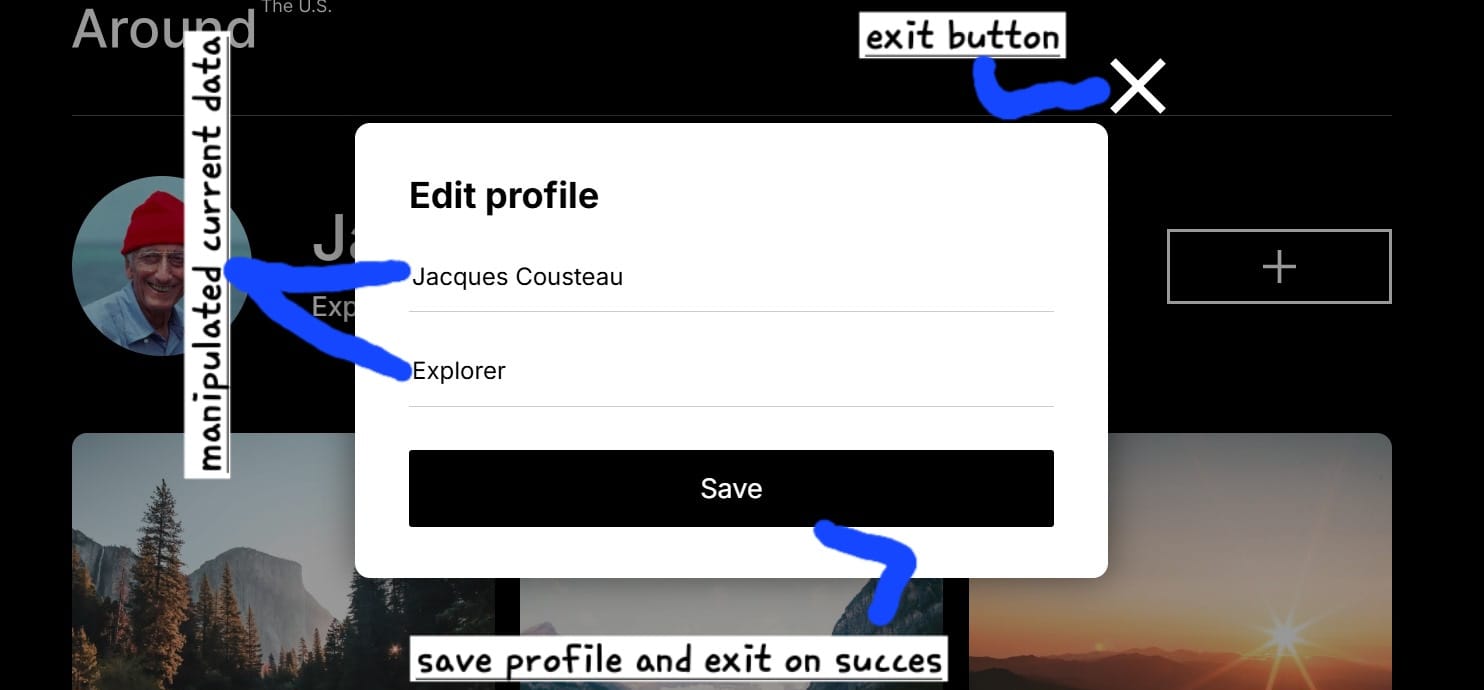 The U.S.
Around
exit button
manipulated current data
Edit profile
Ja
Jacques Cousteau
Exp
Explorer
Save
save profile and exit on succes